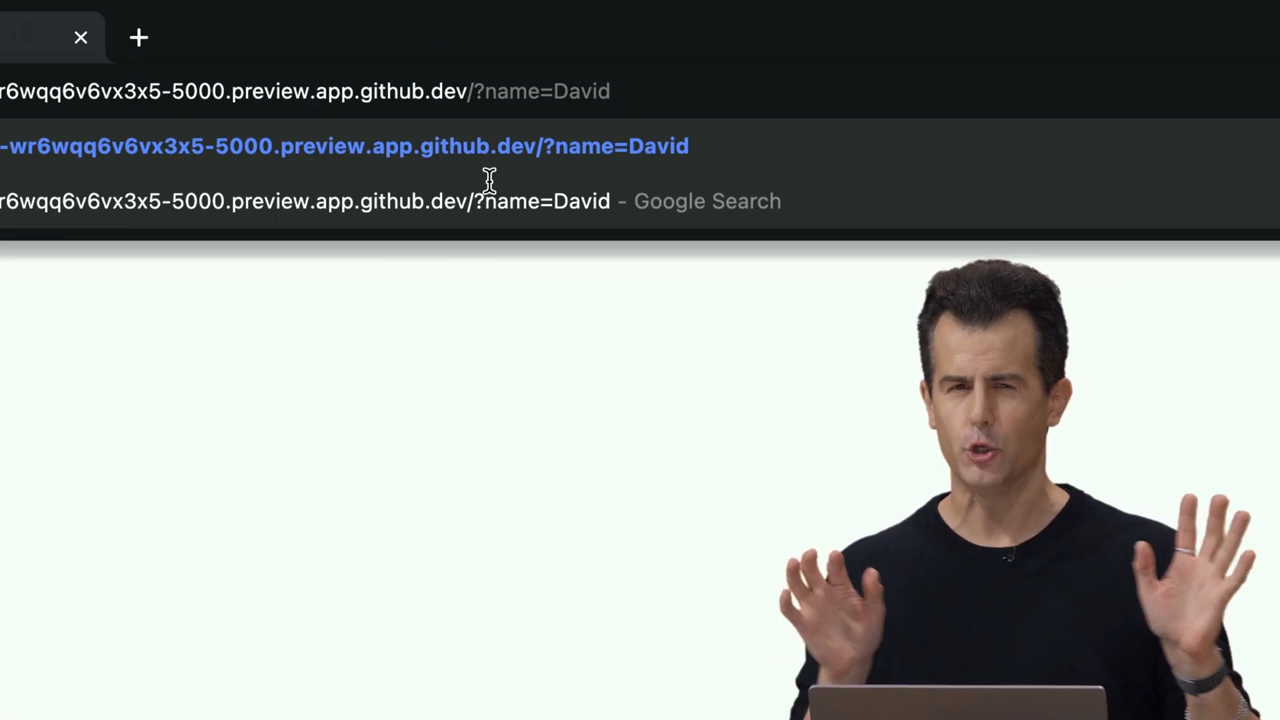 r6wqq6v6vx3x5-5000.preview.app.github.dev/?name=David
-wr6wqq6v6vx3x5-5000.preview.app.github.dev/?name=David
r6wqq6v6vx3x5-5000.preview.app.github.dev/?name=David – Google Search